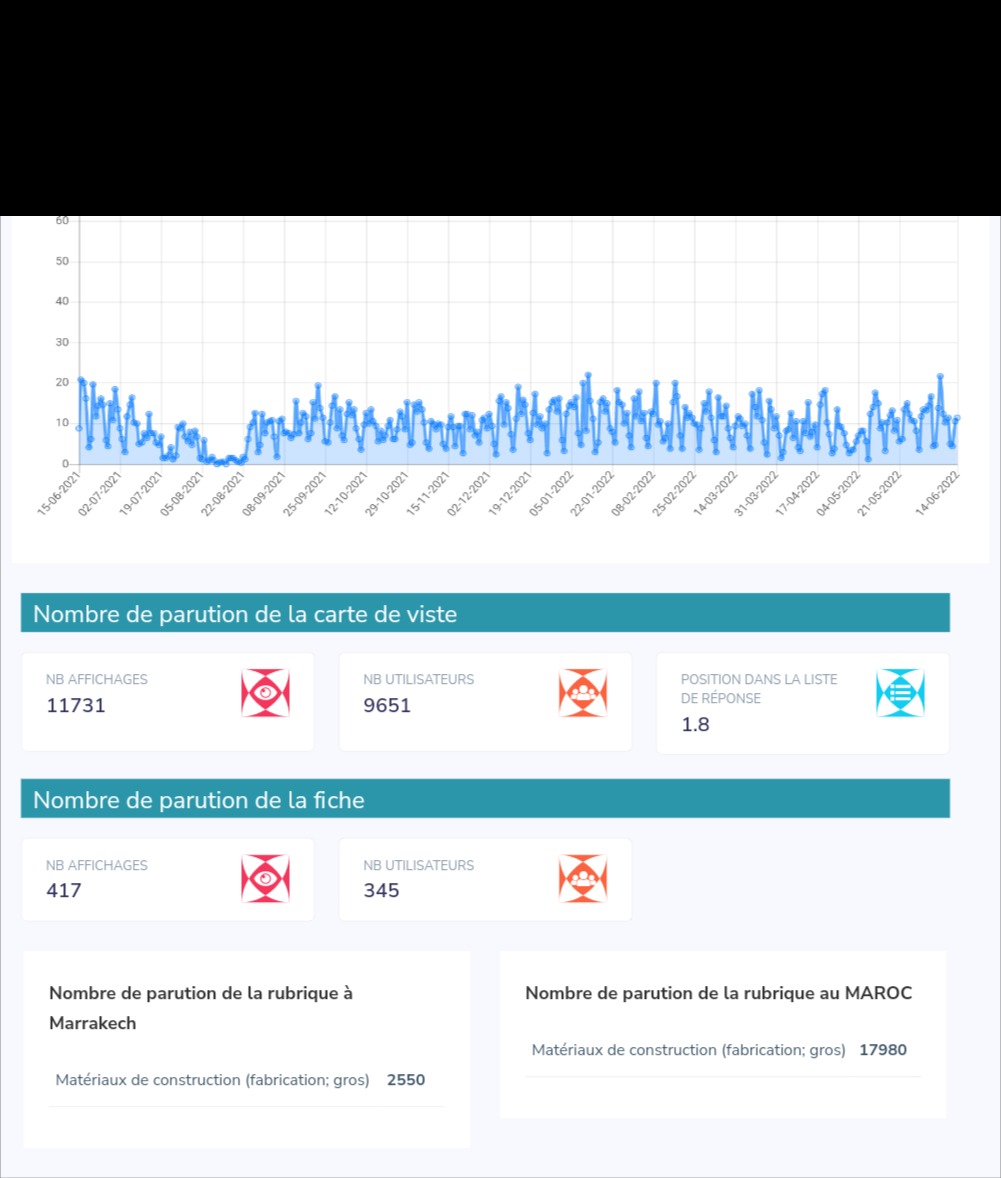 60
50
40
30
20
10
0
15-06-2021 02-07-2021 19-07-2021 05-08-2021 22-08-2021 08-09-2021 25-09-2021 12-10-2021 29-10-2021 15-11-2021 02-12-2021 19-12-2021 05-01-2022 22-01-2022 08-02-2022 25-02-2022 14-03-2022 31-03-2022 17-04-2022 04-05-2022 21-05-2022 14-06-2022
Nombre de parution de la carte de viste
NB AFFICHAGES
11731
NB UTILISATEURS
9651
POSITION DANS LA LISTE
DE RÉPONSE
1.8
Nombre de parution de la fiche
NB AFFICHAGES
417
NB UTILISATEURS
345
Nombre de parution de la rubrique à
Marrakech
Matériaux de construction (fabrication; gros) 2550
Nombre de parution de la rubrique au MAROC
Matériaux de construction (fabrication; gros) 17980